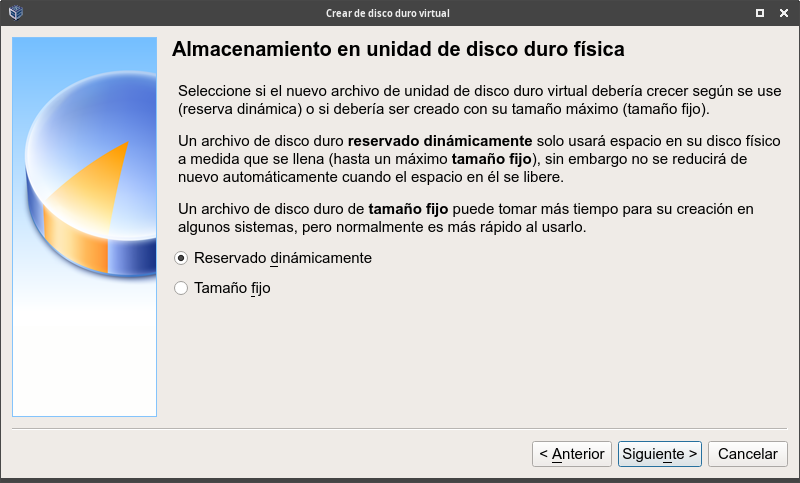 Crear de disco duro virtual
Almacenamiento en unidad de disco duro física
Seleccione si el nuevo archivo de unidad de disco duro virtual debería crecer según se use
(reserva dinámica) o si debería ser creado con su tamaño máximo (tamaño fijo).
Un archivo de disco duro reservado dinámicamente solo usará espacio en su disco físico
a medida que se llena (hasta un máximo tamaño fijo), sin embargo no se reducirá de
nuevo automáticamente cuando el espacio en él se libere.
Un archivo de disco duro de tamaño fijo puede tomar más tiempo para su creación en
algunos sistemas, pero normalmente es más rápido al usarlo.
Reservado dinámicamente
Tamaño fijo
< Anterior
Siguiente >
Cancelar